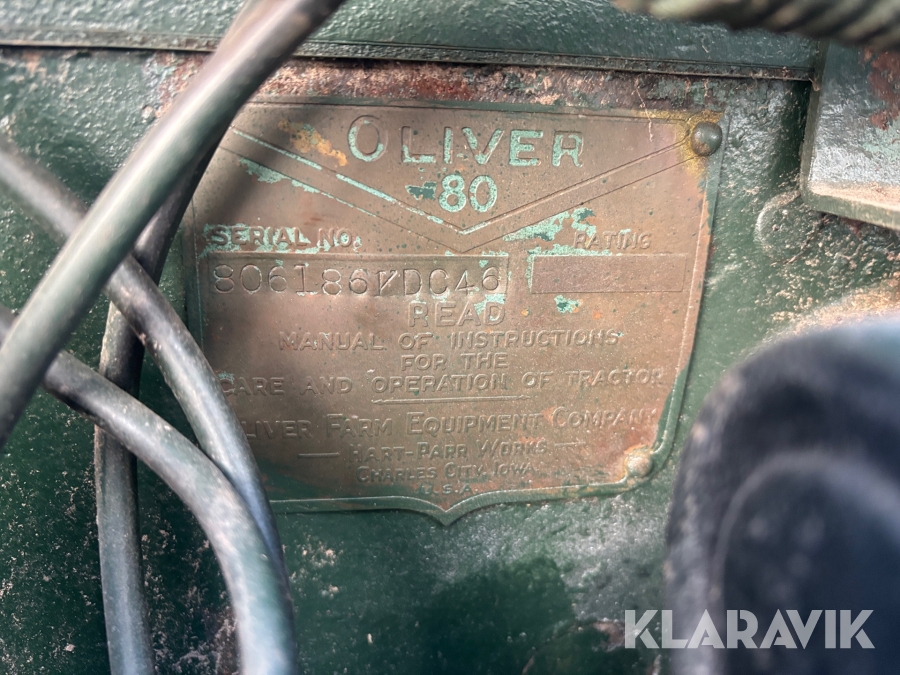 OLIVER
80
SERIAL NO. RATING
806186KDC46
READ
MANUAL OF INSTRUCTIONS
FOR THE
CARE AND OPERATION OF TRACTOR
OLIVER FARM EQUIPMENT COMPANY
HART-PARR WORKS
CHARLES CITY, IOWA
U.S.A.
KLARAVIK